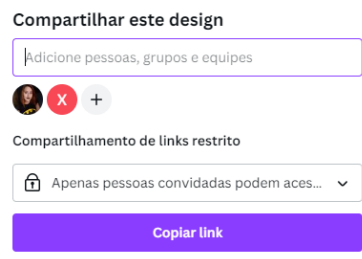 Compartilhar este design
Adicione pessoas, grupos e equipes
X +
Compartilhamento de links restrito
Apenas pessoas convidadas podem aces...
Copiar link